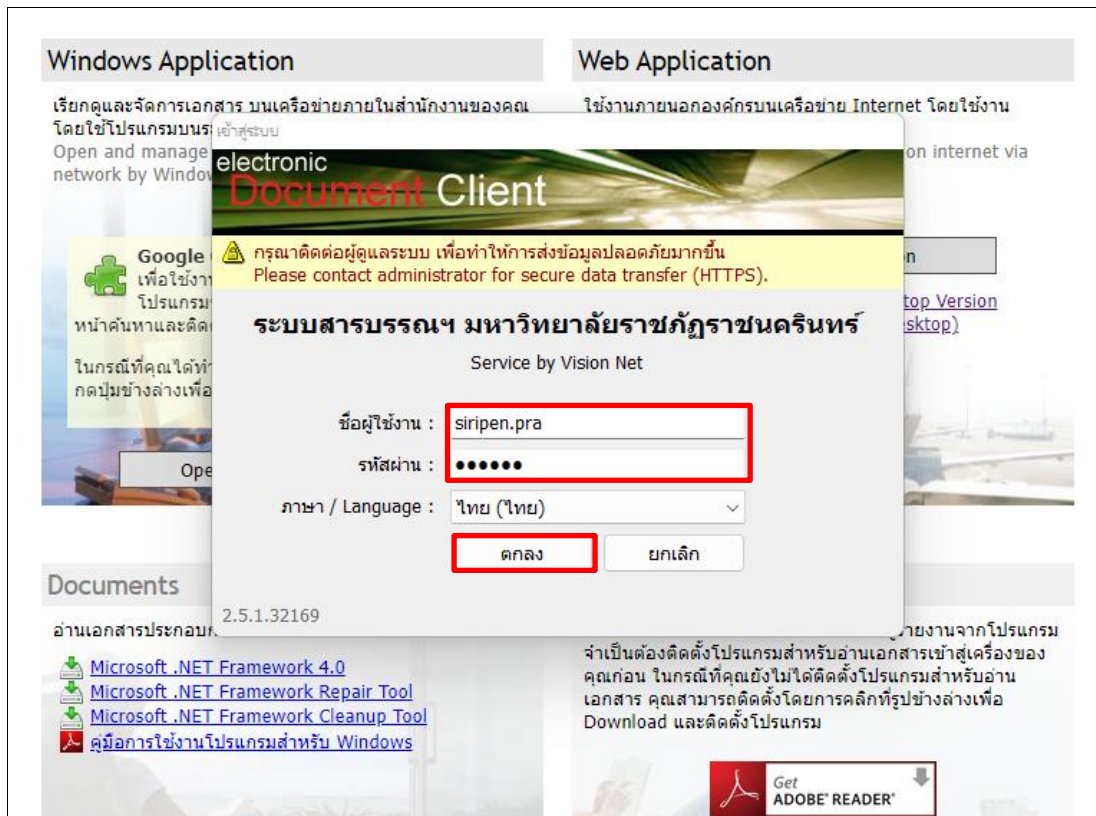 Windows Application
Web Application
เรียกดูและจัดการเอกสาร บนเครือข่ายภายในสำนักงานของคุณ
โดยใช้โปรแกรมบนระ
Open and manage
network by Window
ใช้งานภายนอกองค์กรบนเครือข่าย Internet โดยใช้งาน
on internet via
เข้าสู่ระบบ
electronic
Document Client
กรุณาติดต่อผู้ดูแลระบบ เพื่อทำให้การส่งข้อมูลปลอดภัยมากขึ้น
Please contact administrator for secure data transfer (HTTPS).
ระบบสารบรรณฯ มหาวิทยาลัยราชภัฏราชนครินทร์
Service by Vision Net
ชื่อผู้ใช้งาน : siripen.pra
รหัสผ่าน : ●●●●●●
ภาษา / Language : ไทย (ไทย)
ตกลง ยกเลิก
2.5.1.32169
Google
เพื่อใช้งา
โปรแกรม
หน้าค้นหาและติด
ในกรณีที่คุณได้ทำ
กดปุ่มข้างล่างเพื่อ
Ope
n
top Version
sktop)
Documents
อ่านเอกสารประกอบก
Microsoft .NET Framework 4.0
Microsoft .NET Framework Repair Tool
Microsoft .NET Framework Cleanup Tool
คู่มือการใช้งานโปรแกรมสำหรับ Windows
รายงานจากโปรแกรม
จำเป็นต้องติดตั้งโปรแกรมสำหรับอ่านเอกสารเข้าสู่เครื่องของ
คุณก่อน ในกรณีที่คุณยังไม่ได้ติดตั้งโปรแกรมสำหรับอ่าน
เอกสาร คุณสามารถติดตั้งโดยการคลิกที่รูปข้างล่างเพื่อ
Download และติดตั้งโปรแกรม
Get
ADOBE® READER®